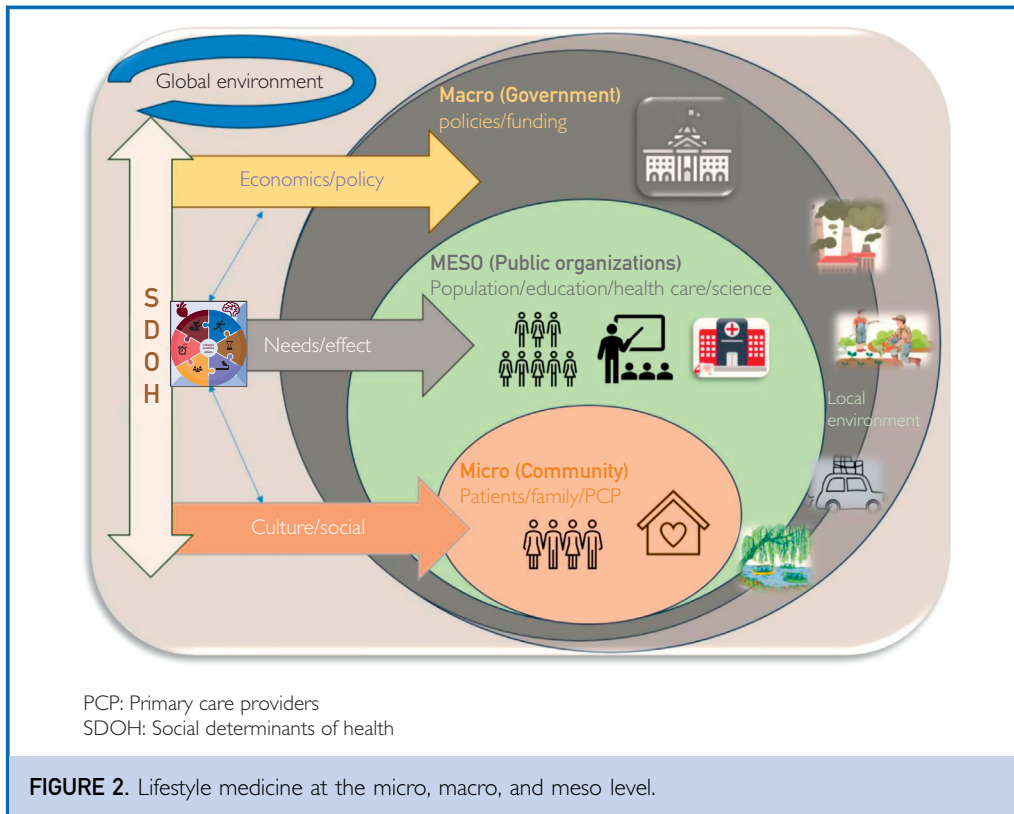 Global environment
Macro (Government)
policies/funding
Economics/policy
MESO (Public organizations)
Population/education/health care/science
S
D
O
H
Needs/effect
Local
environment
Micro (Community)
Patients/family/PCP
Culture/social
PCP: Primary care providers
SDOH: Social determinants of health
FIGURE 2. Lifestyle medicine at the micro, macro, and meso level.